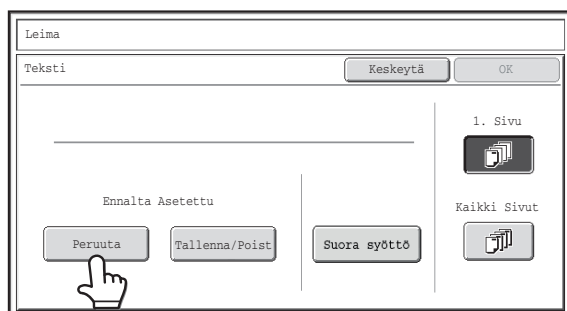 Leima
Teksti
Keskeytä
OK
1. Sivu
Ennalta Asetettu
Kaikki Sivut
Peruuta
Tallenna/Poist
Suora syöttö